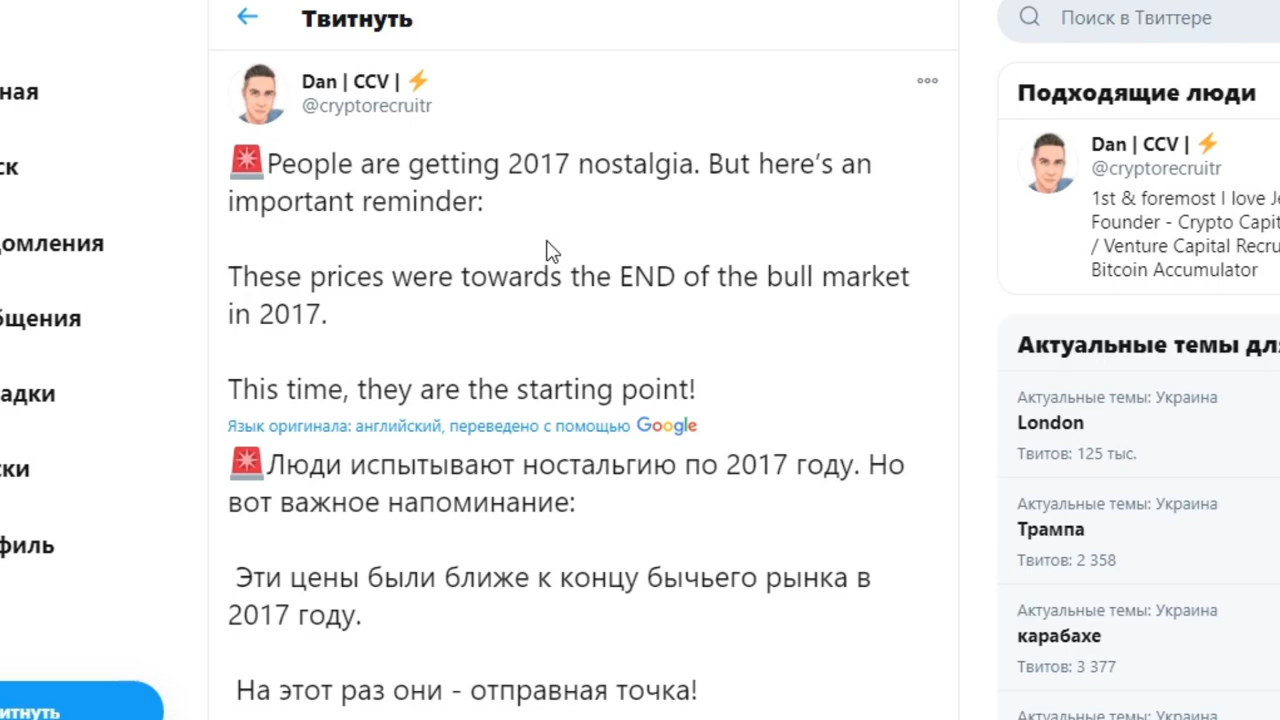 Твитнуть
Поиск в Твиттере
ная
ск
домления
бщения
адки
ски
филь
итнуть
Dan | CCV | ⚡
@cryptorecruitr
🚨People are getting 2017 nostalgia. But here’s an
important reminder:
These prices were towards the END of the bull market
in 2017.
This time, they are the starting point!
Язык оригинала: английский, переведено с помощью Google
🚨Люди испытывают ностальгию по 2017 году. Но
вот важное напоминание:
Эти цены были ближе к концу бычьего рынка в
2017 году.
На этот раз они - отправная точка!
Подходящие люди
Dan | CCV | ⚡
@cryptorecruitr
1st & foremost I love Je
Founder - Crypto Capit
/ Venture Capital Recru
Bitcoin Accumulator
Актуальные темы для
Актуальные темы: Украина
London
Твитов: 125 тыс.
Актуальные темы: Украина
Трампа
Твитов: 2 358
Актуальные темы: Украина
карабахе
Твитов: 3 377
Актуальные темы: Украина